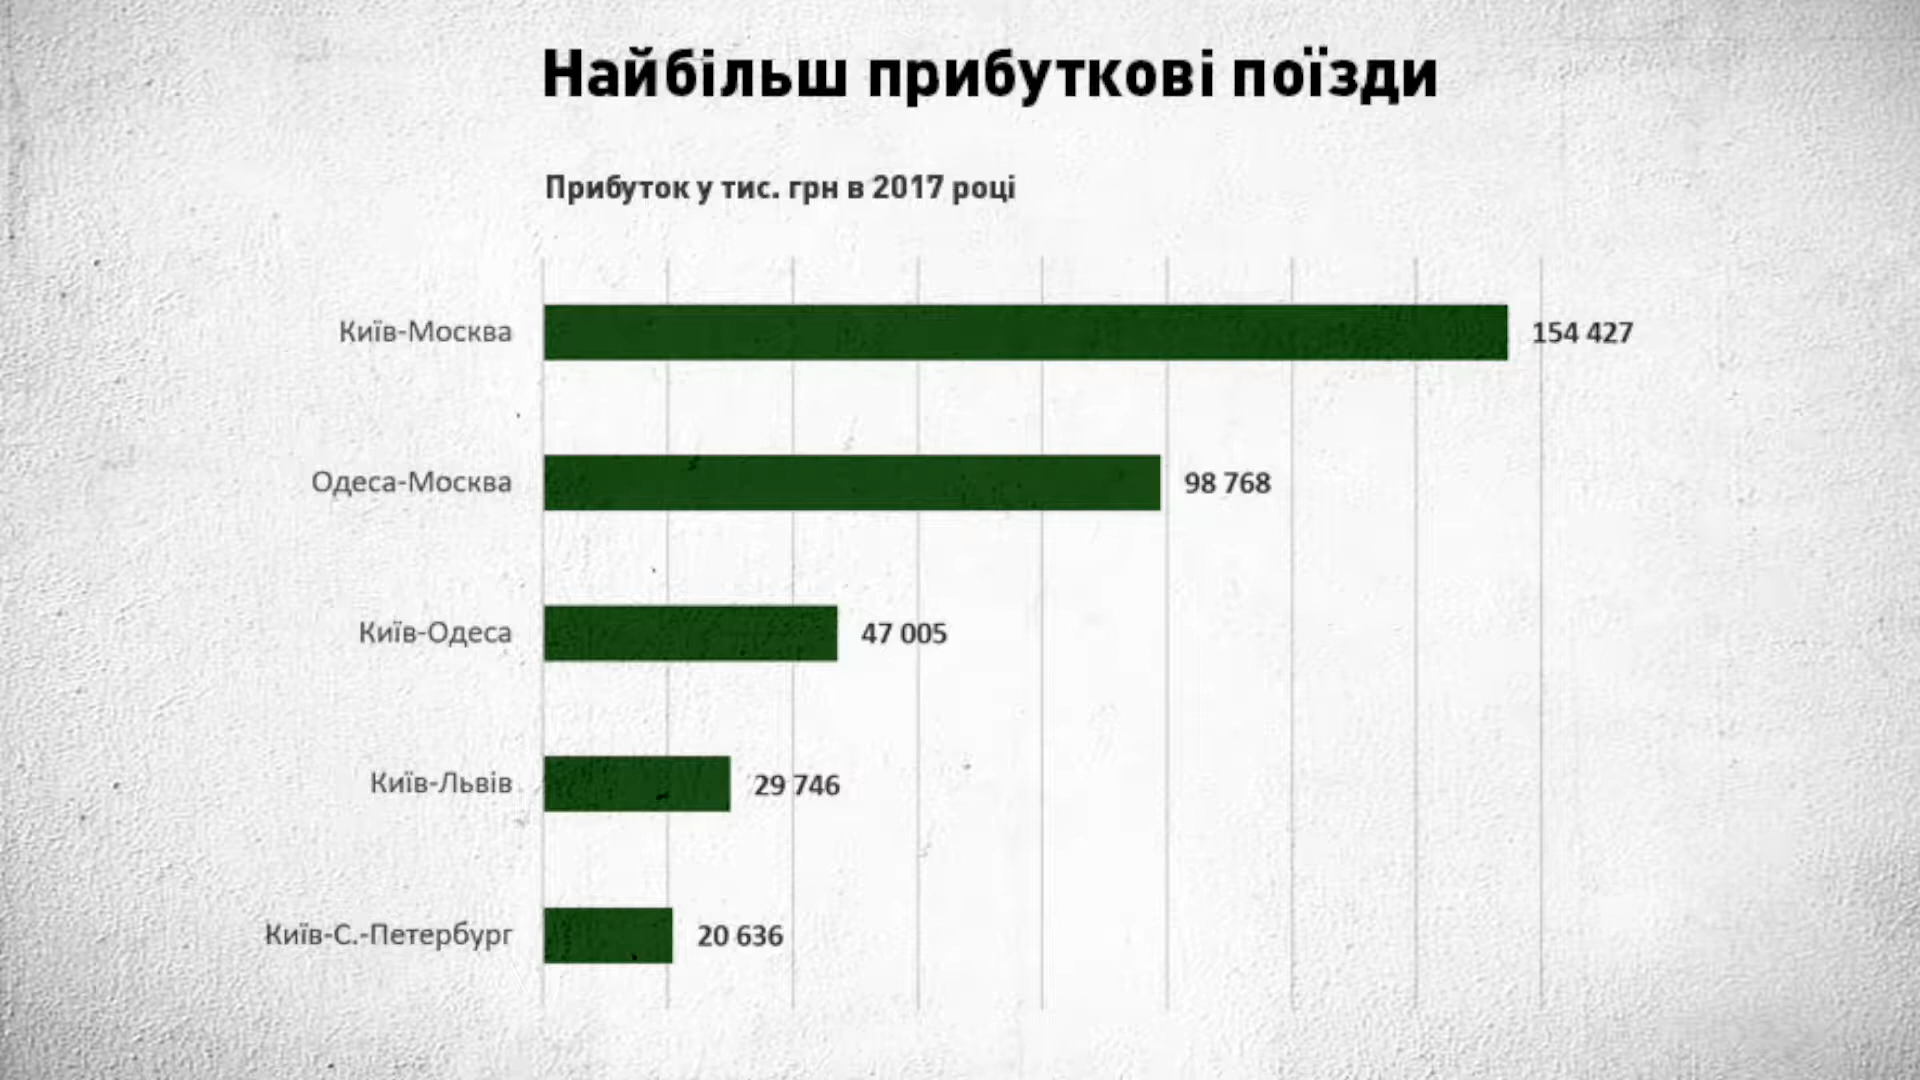 Найбільш прибуткові поїзди
Прибуток у тис. грн в 2017 році
Київ-Москва 154 427
Одеса-Москва 98 768
Київ-Одеса 47 005
Київ-Львів 29 746
Київ-С.-Петербург 20 636